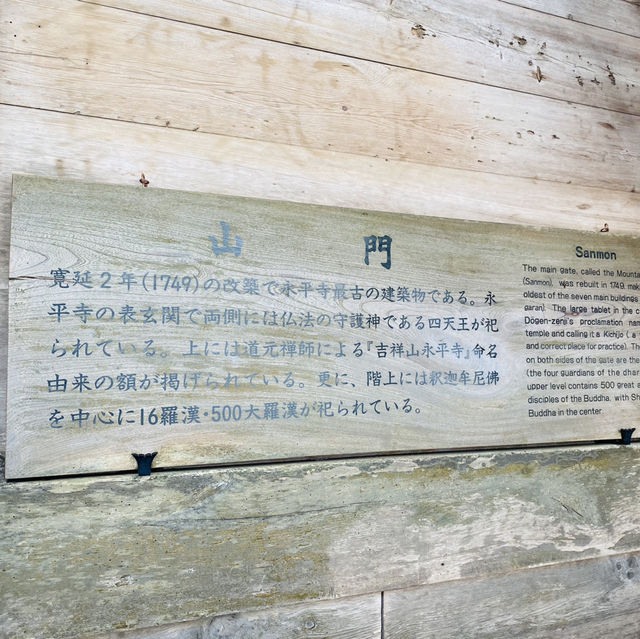 山門
寛延2年(1749)の改築で永平寺最古の建築物である。永
平寺の表玄関で両側には仏法の守護神である四天王が祀
られている。上には道元禅師による『吉祥山永平寺』命名
由来の額が掲げられている。更に、階上には釈迦牟尼佛
を中心に16羅漢・500大羅漢が祀られている。
Sanmon
The main gate, called the Mounta
(Sanmon), was rebuilt in 1749, mak
oldest of the seven main buildings
garan). The large tablet in the c
Dōgen-zenji's proclamation nam
temple and calling it a Kichijo (a
and correct place for practice). Th
on both sides of the gate are the
(the four guardians of the dhar
upper level contains 500 great
disciples of the Buddha, with Sh
Buddha in the center.